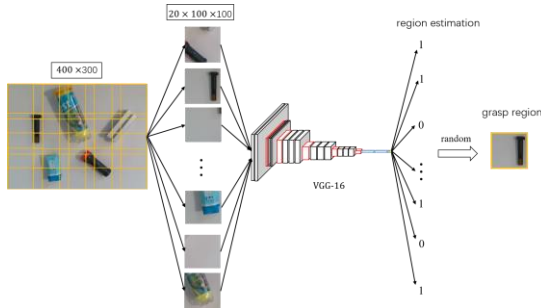 20 × 100 ×100
region estimation
400 ×300
1
1
0
grasp region
random
VGG-16
1
0
1